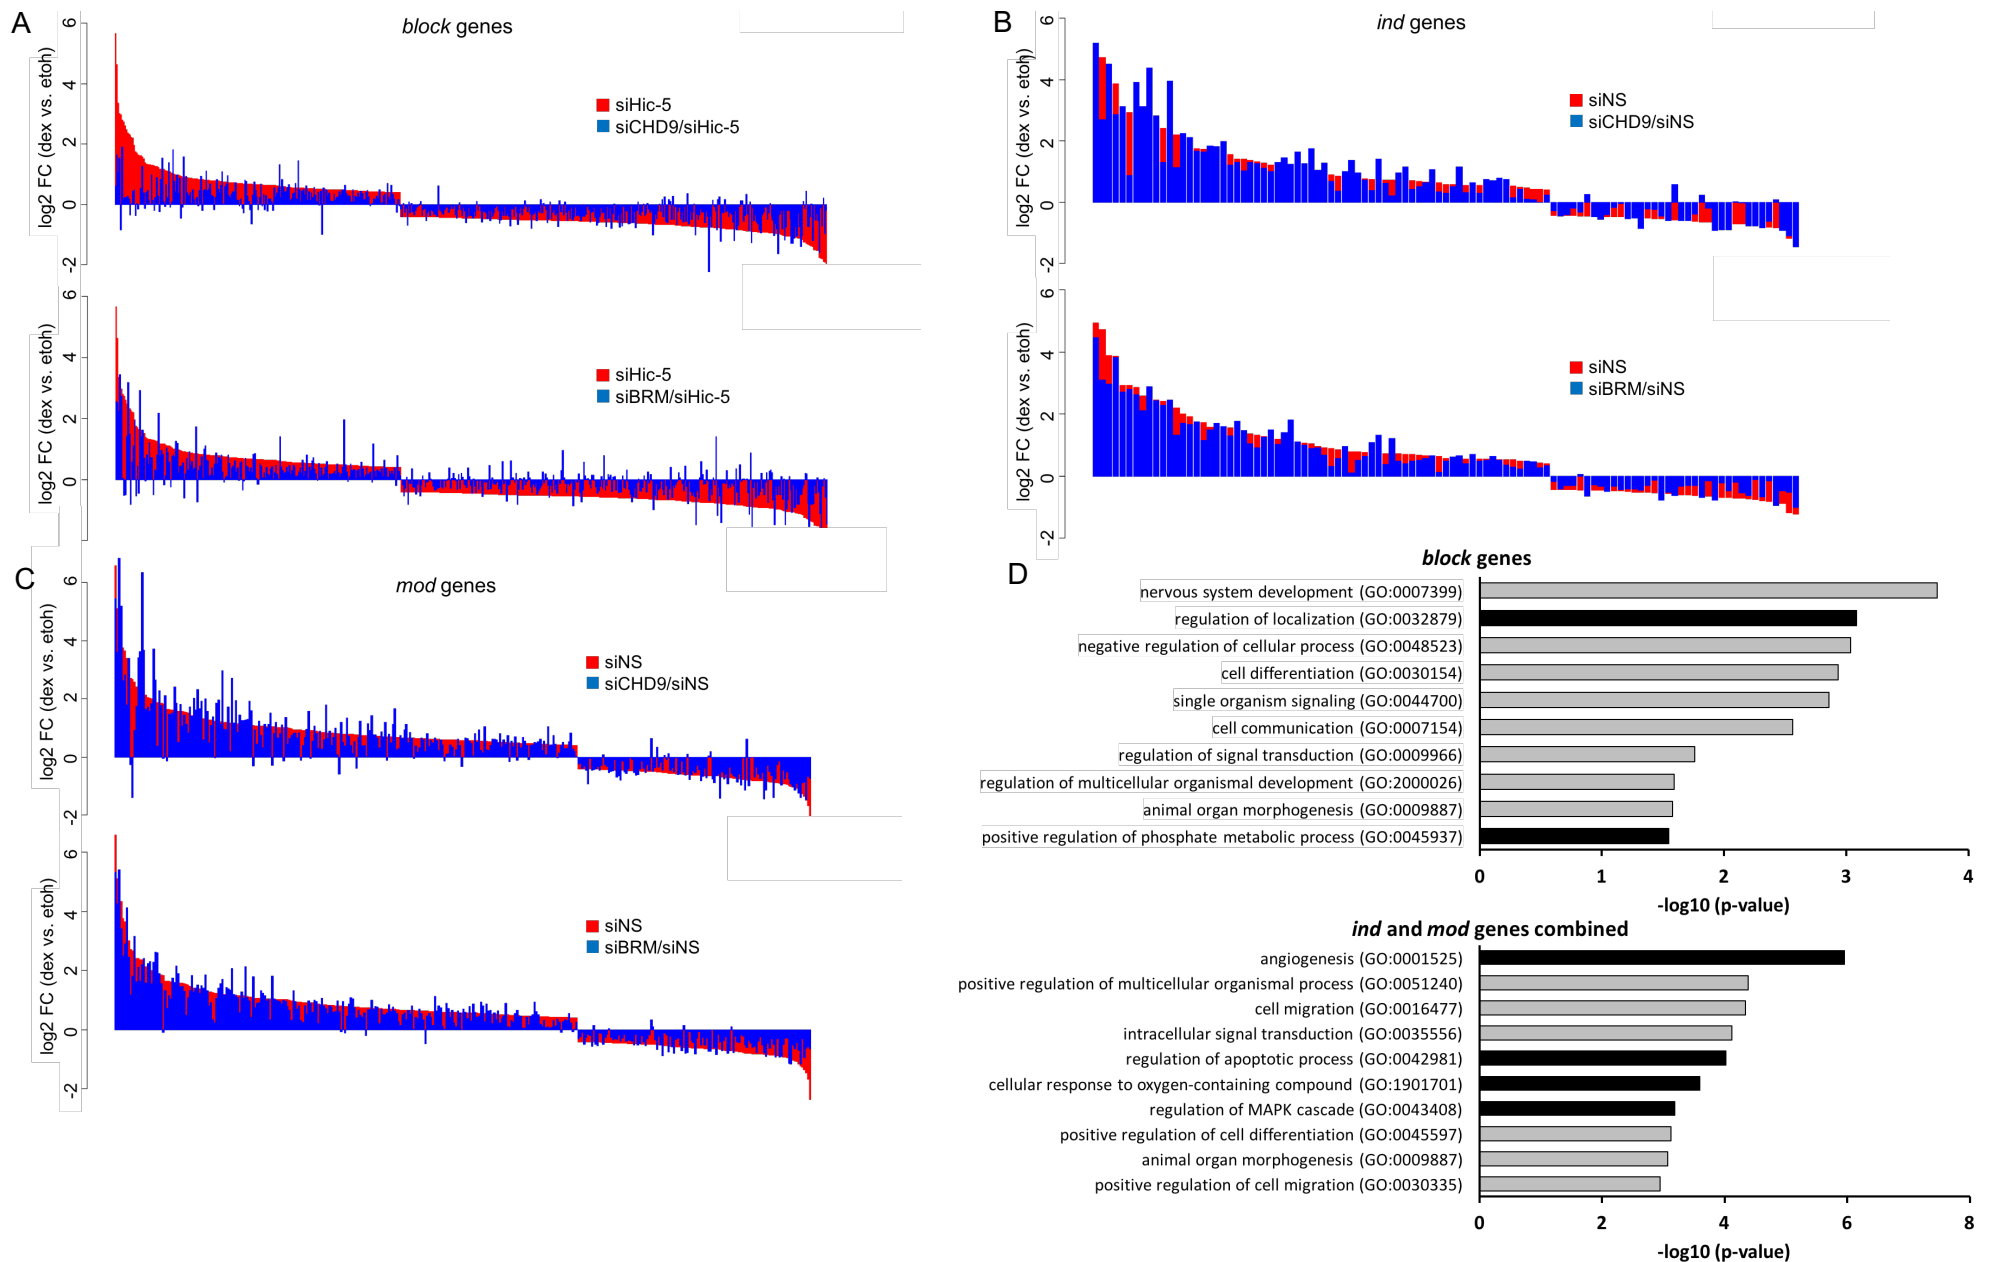 A
block genes
6
4
2
0
-2
log2 FC (dex vs. etoh)
siHic-5
siCHD9/siHic-5
6
4
2
0
log2 FC (dex vs. etoh)
siHic-5
siBRM/siHic-5
B
ind genes
6
4
2
0
-2
log2 FC (dex vs. etoh)
siNS
siCHD9/siNS
6
4
2
0
-2
log2 FC (dex vs. etoh)
siNS
siBRM/siNS
C
mod genes
6
4
2
0
-2
log2 FC (dex vs. etoh)
siNS
siCHD9/siNS
6
4
2
0
-2
log2 FC (dex vs. etoh)
siNS
siBRM/siNS
D
block genes
nervous system development (GO:0007399)
regulation of localization (GO:0032879)
negative regulation of cellular process (GO:0048523)
cell differentiation (GO:0030154)
single organism signaling (GO:0044700)
cell communication (GO:0007154)
regulation of signal transduction (GO:0009966)
regulation of multicellular organismal development (GO:2000026)
animal organ morphogenesis (GO:0009887)
positive regulation of phosphate metabolic process (GO:0045937)
0 1 2 3 4
-log10 (p-value)
ind and mod genes combined
angiogenesis (GO:0001525)
positive regulation of multicellular organismal process (GO:0051240)
cell migration (GO:0016477)
intracellular signal transduction (GO:0035556)
regulation of apoptotic process (GO:0042981)
cellular response to oxygen-containing compound (GO:1901701)
regulation of MAPK cascade (GO:0043408)
positive regulation of cell differentiation (GO:0045597)
animal organ morphogenesis (GO:0009887)
positive regulation of cell migration (GO:0030335)
0 2 4 6 8
-log10 (p-value)